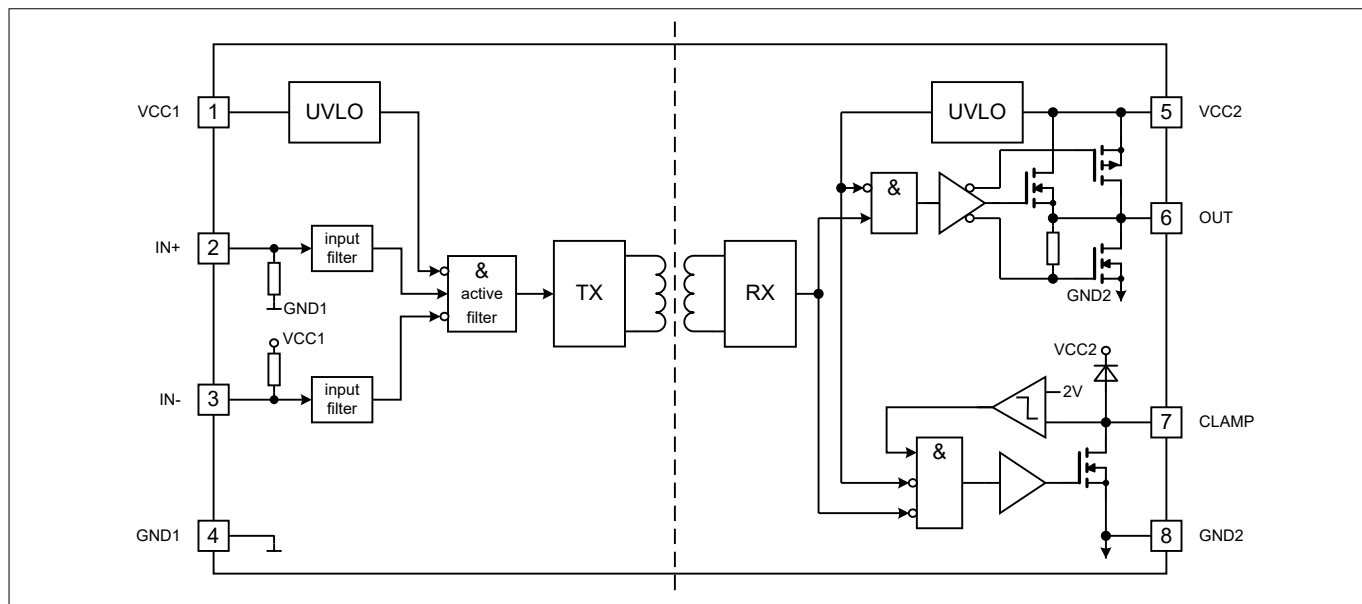 VCC1
1
UVLO
UVLO
5
VCC2
&
IN+
2
input
filter
6
OUT
GND1
&
active
filter
TX
RX
GND2
VCC1
VCC2
IN-
3
input
filter
2V
7
CLAMP
&
GND1
4
8
GND2